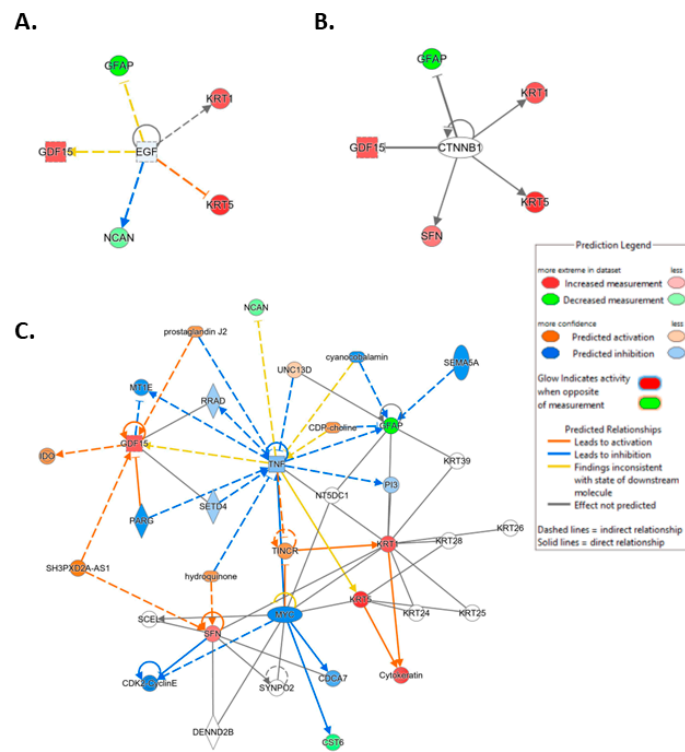 A.
GFAP
KRT1
GDF15
EGF
KRT5
NCAN
B.
GFAP
KRT1
GDF15
CTNNB1
KRT5
SFN
Prediction Legend
more extreme in dataset
less
Increased measurement
Decreased measurement
more confidence
less
Predicted activation
Predicted inhibition
Glow Indicates activity
when opposite
of measurement
Predicted Relationships
Leads to activation
Leads to inhibition
Findings inconsistent
with state of downstream
molecule
Effect not predicted
Dashed lines = indirect relationship
Solid lines = direct relationship
C.
NCAN
prostaglandin J2
cyanocobalamin
SEMA5A
UNC13D
MT1E
RRAD
CDP-choline
GFAP
GDF15
IDO
TNF
KRT39
PI3
NT5DC1
PARG
SETD4
KRT26
KRT28
TINCR
KRT1
SH3PXD2A-AS1
hydroquinone
KRT5
MYC
KRT24
KRT25
SCEL
SFN
CDK2-CyclinE
SYNPO2
CDCA7
Cytokeratin
DENND2B
CST6